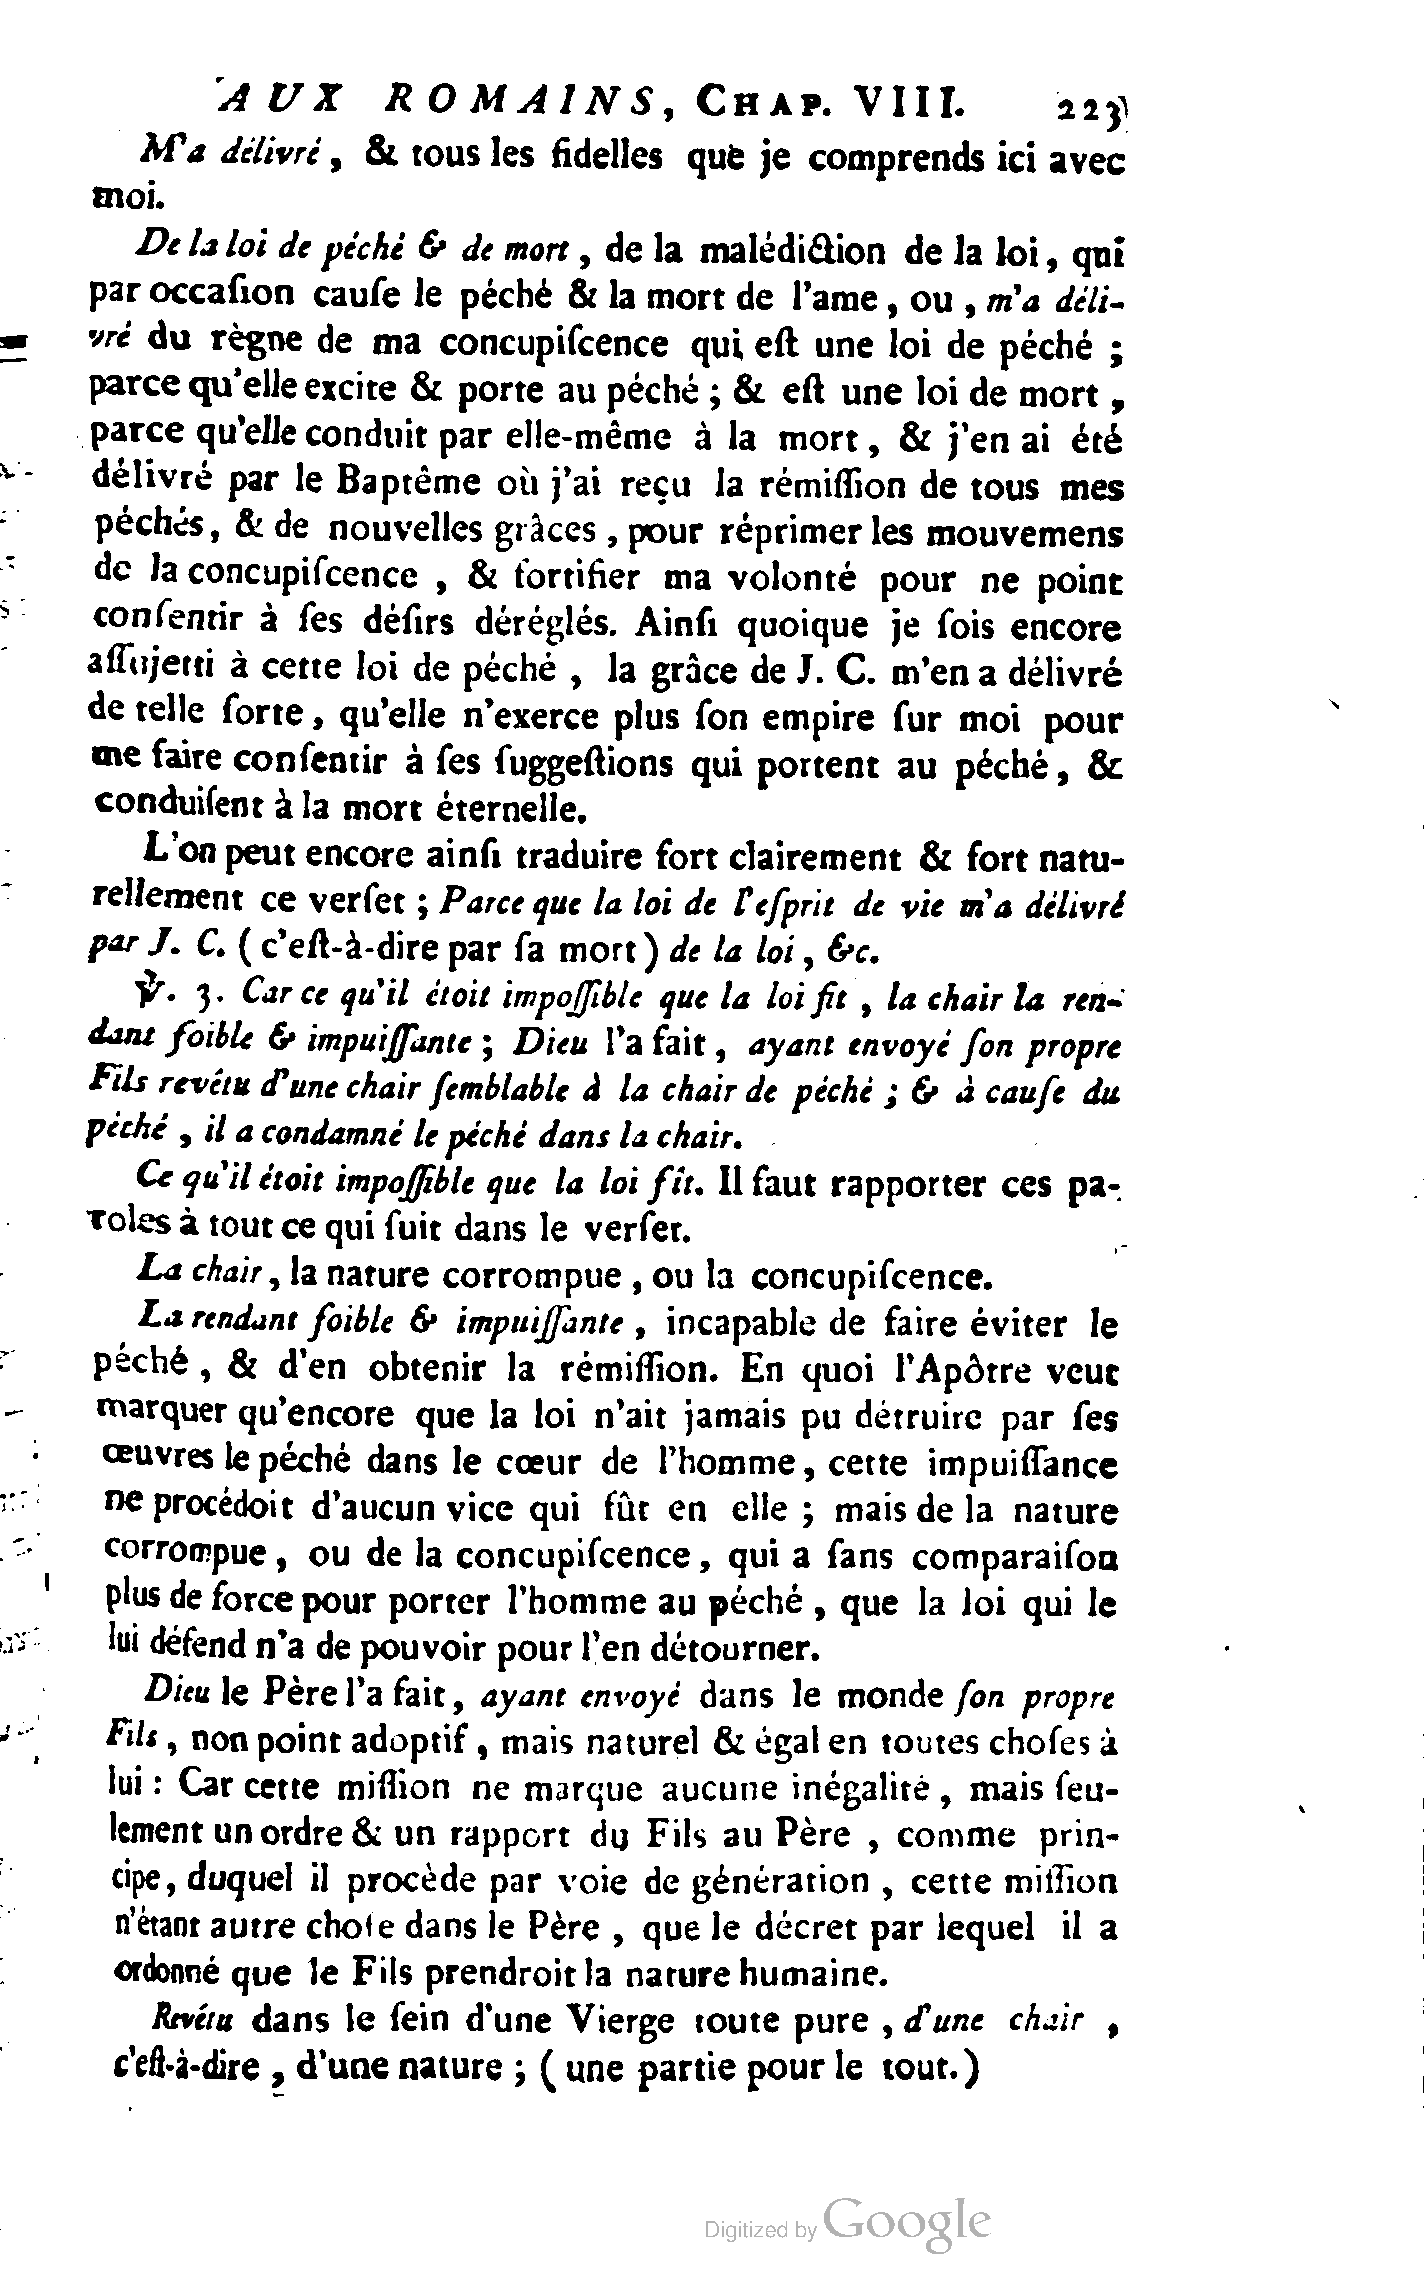 AUX ROMAINS, CHAP. VIII. 223
M'a délivré, & tous les fidelles que je comprends ici avec
moi.
De la loi de péché & de mort, de la malédiction de la loi, qui
par occaſion cauſe le péché & la mort de l'ame, ou, m'a déli-
vré du règne de ma concupiſcence qui eſt une loi de péché ;
parce qu'elle excite & porte au péché ; & eſt une loi de mort,
parce qu'elle conduit par elle-même à la mort, & j'en ai été
délivré par le Baptême où j'ai reçu la rémiſſion de tous mes
péchés, & de nouvelles grâces, pour réprimer les mouvemens
de la concupiſcence, & fortifier ma volonté pour ne point
conſentir à ſes déſirs déréglés. Ainſi quoique je ſois encore
aſſujetti à cette loi de péché, la grâce de J. C. m'en a délivré
de telle ſorte, qu'elle n'exerce plus ſon empire ſur moi pour
me faire conſentir à ſes ſuggeſtions qui portent au péché, &
conduiſent à la mort éternelle.
L'on peut encore ainſi traduire fort clairement & fort natu-
rellement ce verſet ; Parce que la loi de l'eſprit de vie m'a délivré
par J. C. (c'eſt-à-dire par ſa mort) de la loi, &c.
℣. 3. Car ce qu'il étoit impoſſible que la loi fit, la chair la ren-
dant foible & impuiſſante ; Dieu l'a fait, ayant envoyé ſon propre
Fils revétu d'une chair ſemblable à la chair de péché ; & à cauſe du
péché, il a condamné le péché dans la chair.
Ce qu'il étoit impoſſible que la loi fît. Il faut rapporter ces pa-
roles à tout ce qui ſuit dans le verſet.
La chair, la nature corrompue, ou la concupiſcence.
La rendant foible & impuiſſante, incapable de faire éviter le
péché, & d'en obtenir la rémiſſion. En quoi l'Apôtre veut
marquer qu'encore que la loi n'ait jamais pu détruire par ſes
œuvres le péché dans le cœur de l'homme, cette impuiſſance
ne procédoit d'aucun vice qui fût en elle ; mais de la nature
corrompue, ou de la concupiſcence, qui a ſans comparaiſon
plus de force pour porter l'homme au péché, que la loi qui le
lui défend n'a de pouvoir pour l'en détourner.
Dieu le Père l'a fait, ayant envoyé dans le monde ſon propre
Fils, non point adoptif, mais naturel & égal en toutes choſes à
lui : Car cette miſſion ne marque aucune inégalité, mais ſeu-
lement un ordre & un rapport du Fils au Père, comme prin-
cipe, duquel il procède par voie de génération, cette miſſion
n'étant autre choſe dans le Père, que le décret par lequel il a
ordonné que le Fils prendroit la nature humaine.
Revétu dans le ſein d'une Vierge toute pure, d'une chair,
c'eſt-à-dire, d'une nature ; (une partie pour le tout.)
Digitized by Google